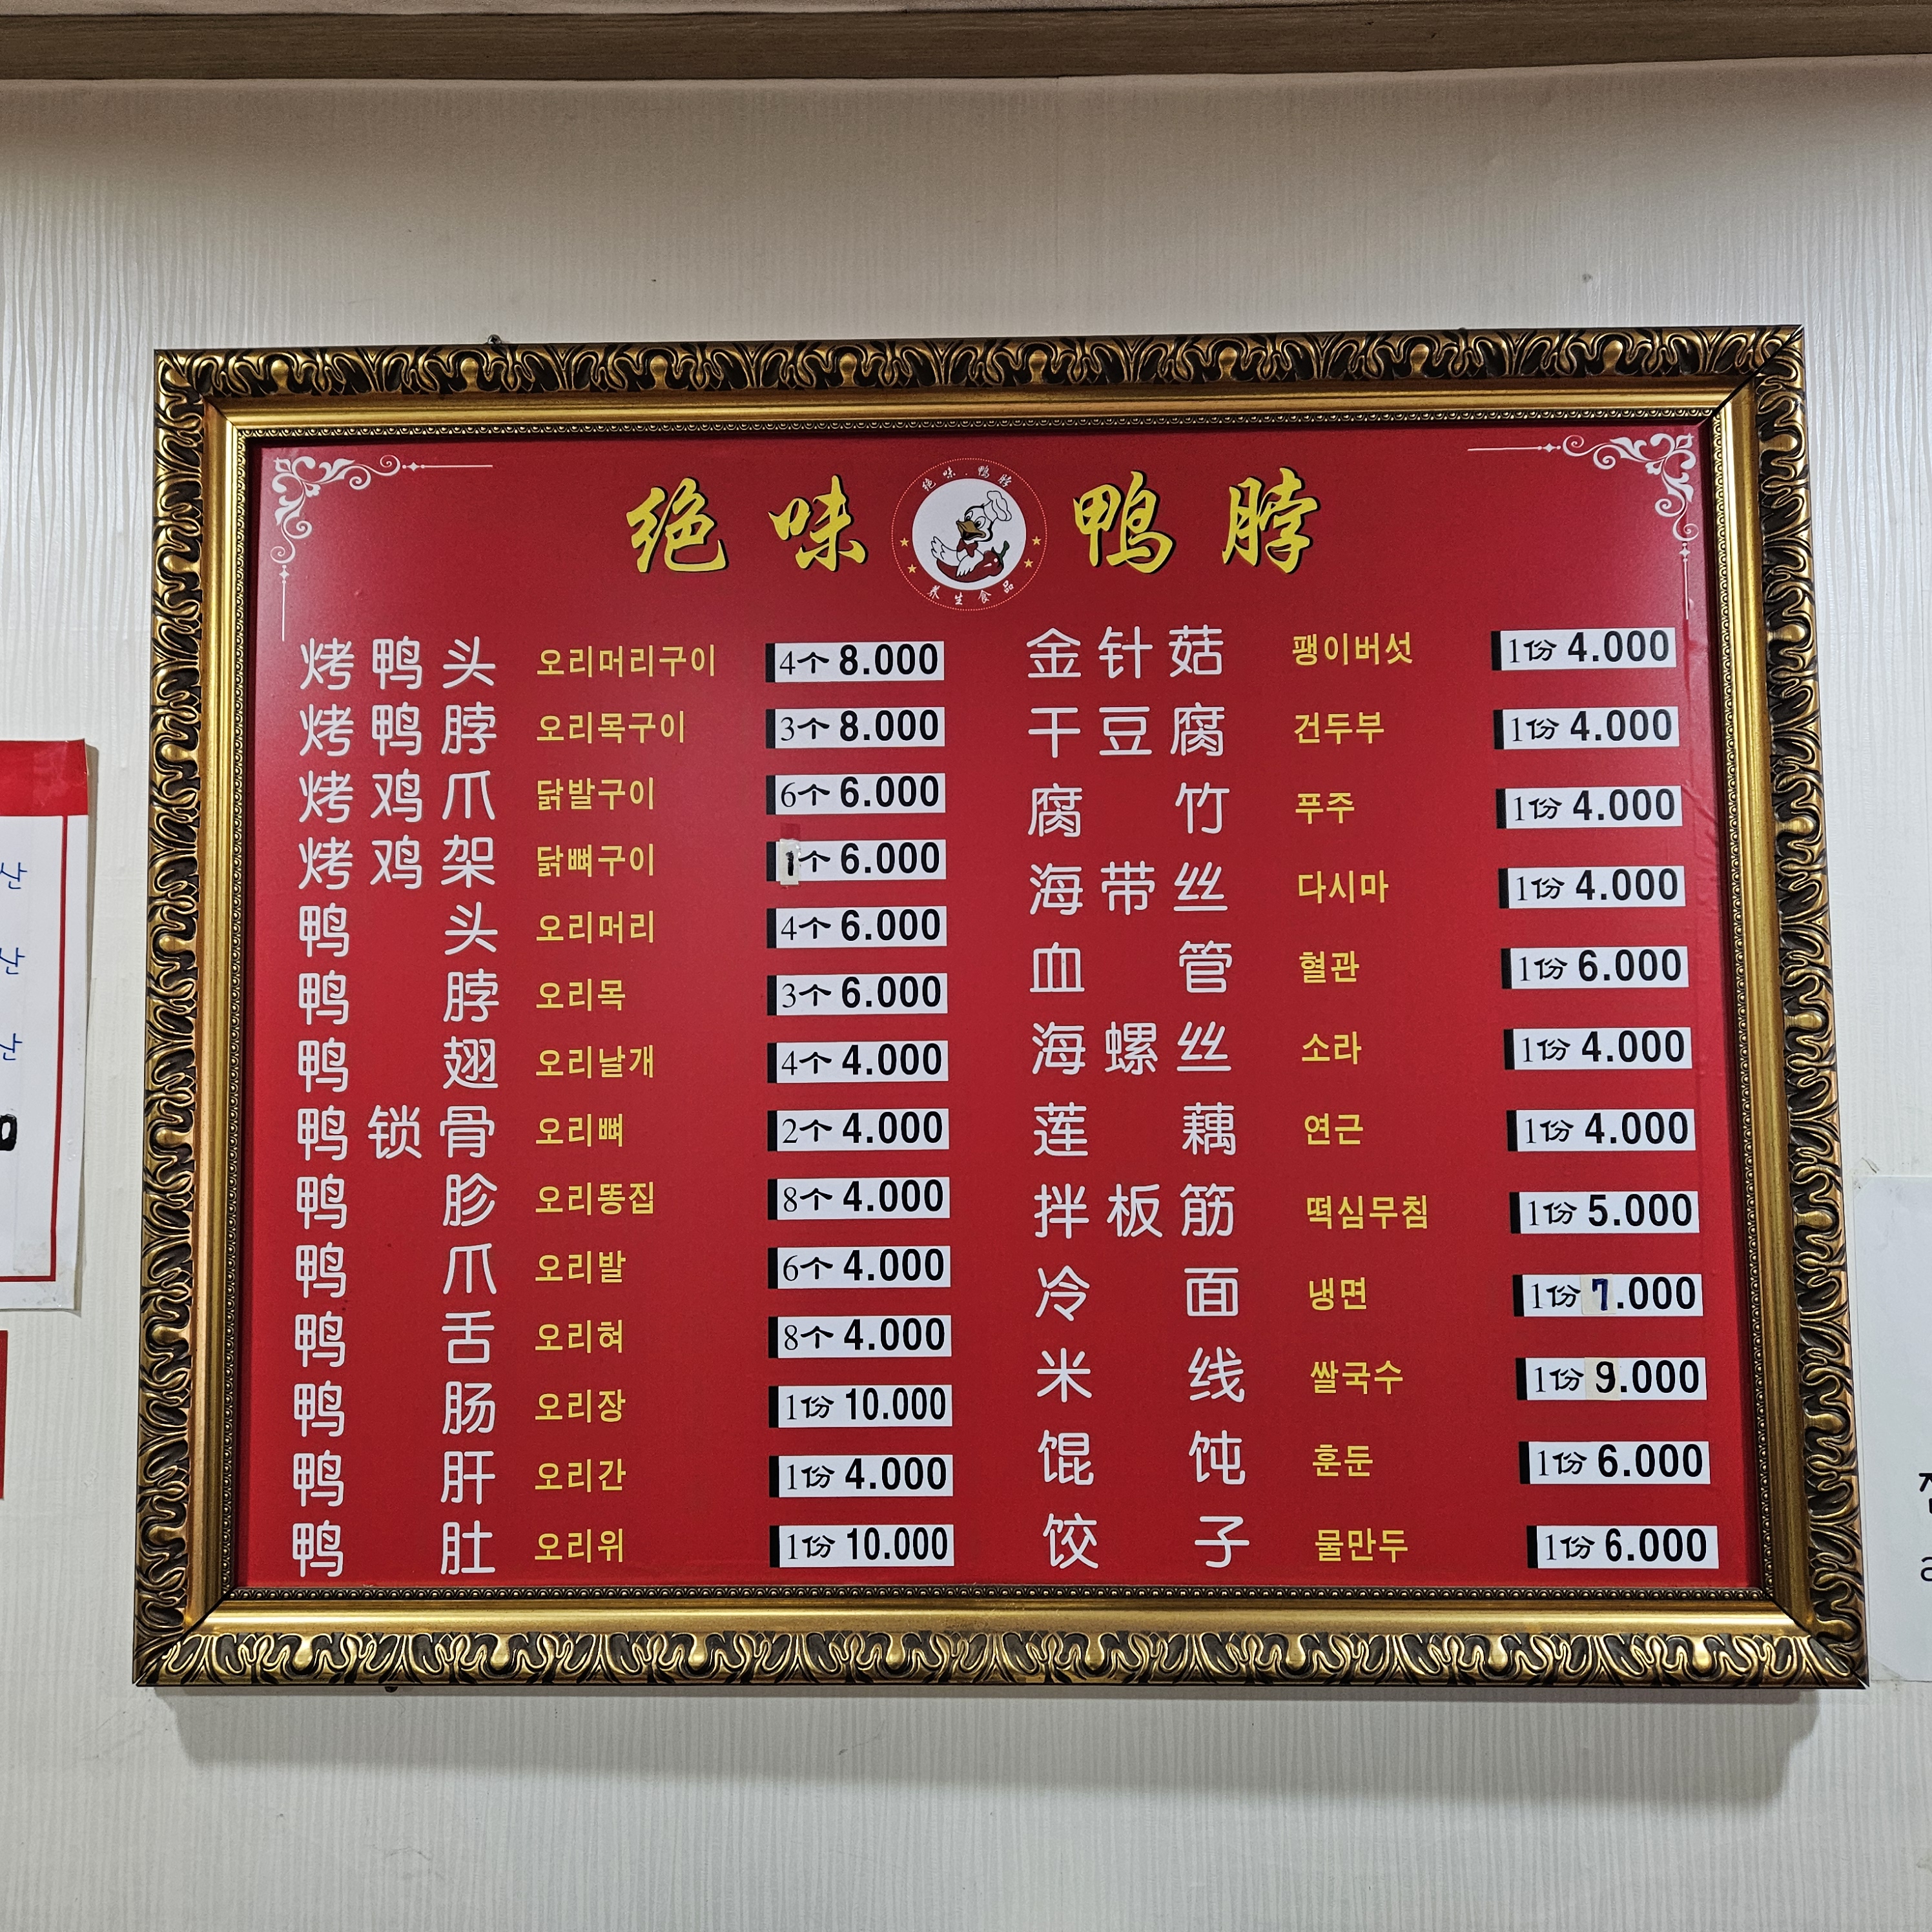 绝味鸭脖
绝味·鸭脖
养生食品
烤鸭头 오리머리구이 4个 8.000
烤鸭脖 오리목구이 3个 8.000
烤鸡爪 닭발구이 6个 6.000
烤鸡架 닭뼈구이 1个 6.000
鸭头 오리머리 4个 6.000
鸭脖 오리목 3个 6.000
鸭翅 오리날개 4个 4.000
鸭锁骨 오리뼈 2个 4.000
鸭胗 오리똥집 8个 4.000
鸭爪 오리발 6个 4.000
鸭舌 오리혀 8个 4.000
鸭肠 오리장 1份 10.000
鸭肝 오리간 1份 4.000
鸭肚 오리위 1份 10.000
金针菇 팽이버섯 1份 4.000
干豆腐 건두부 1份 4.000
腐竹 푸주 1份 4.000
海带丝 다시마 1份 4.000
血管 혈관 1份 6.000
海螺丝 소라 1份 4.000
莲藕 연근 1份 4.000
拌板筋 떡심무침 1份 5.000
冷面 냉면 1份 7.000
米线 쌀국수 1份 9.000
馄饨 훈둔 1份 6.000
饺子 물만두 1份 6.000